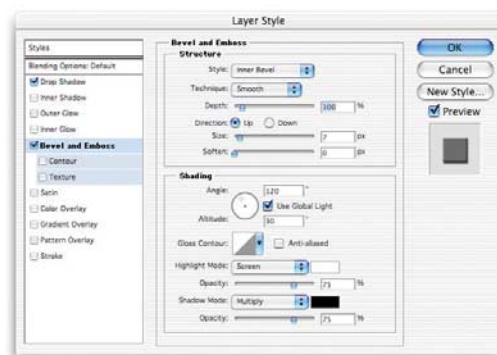 Layer Style
Styles
Blending Options: Default
Drop Shadow
Inner Shadow
Outer Glow
Inner Glow
Bevel and Emboss
Contour
Texture
Satin
Color Overlay
Gradient Overlay
Pattern Overlay
Stroke
Bevel and Emboss
Structure
Style: Inner Bevel
Technique: Smooth
Depth: 100 %
Direction: Up Down
Size: 7 px
Soften: 0 px
Shading
Angle: 120 °
Use Global Light
Altitude: 30 °
Gloss Contour: Anti-aliased
Highlight Mode: Screen
Opacity: 75 %
Shadow Mode: Multiply
Opacity: 75 %
OK
Cancel
New Style...
Preview